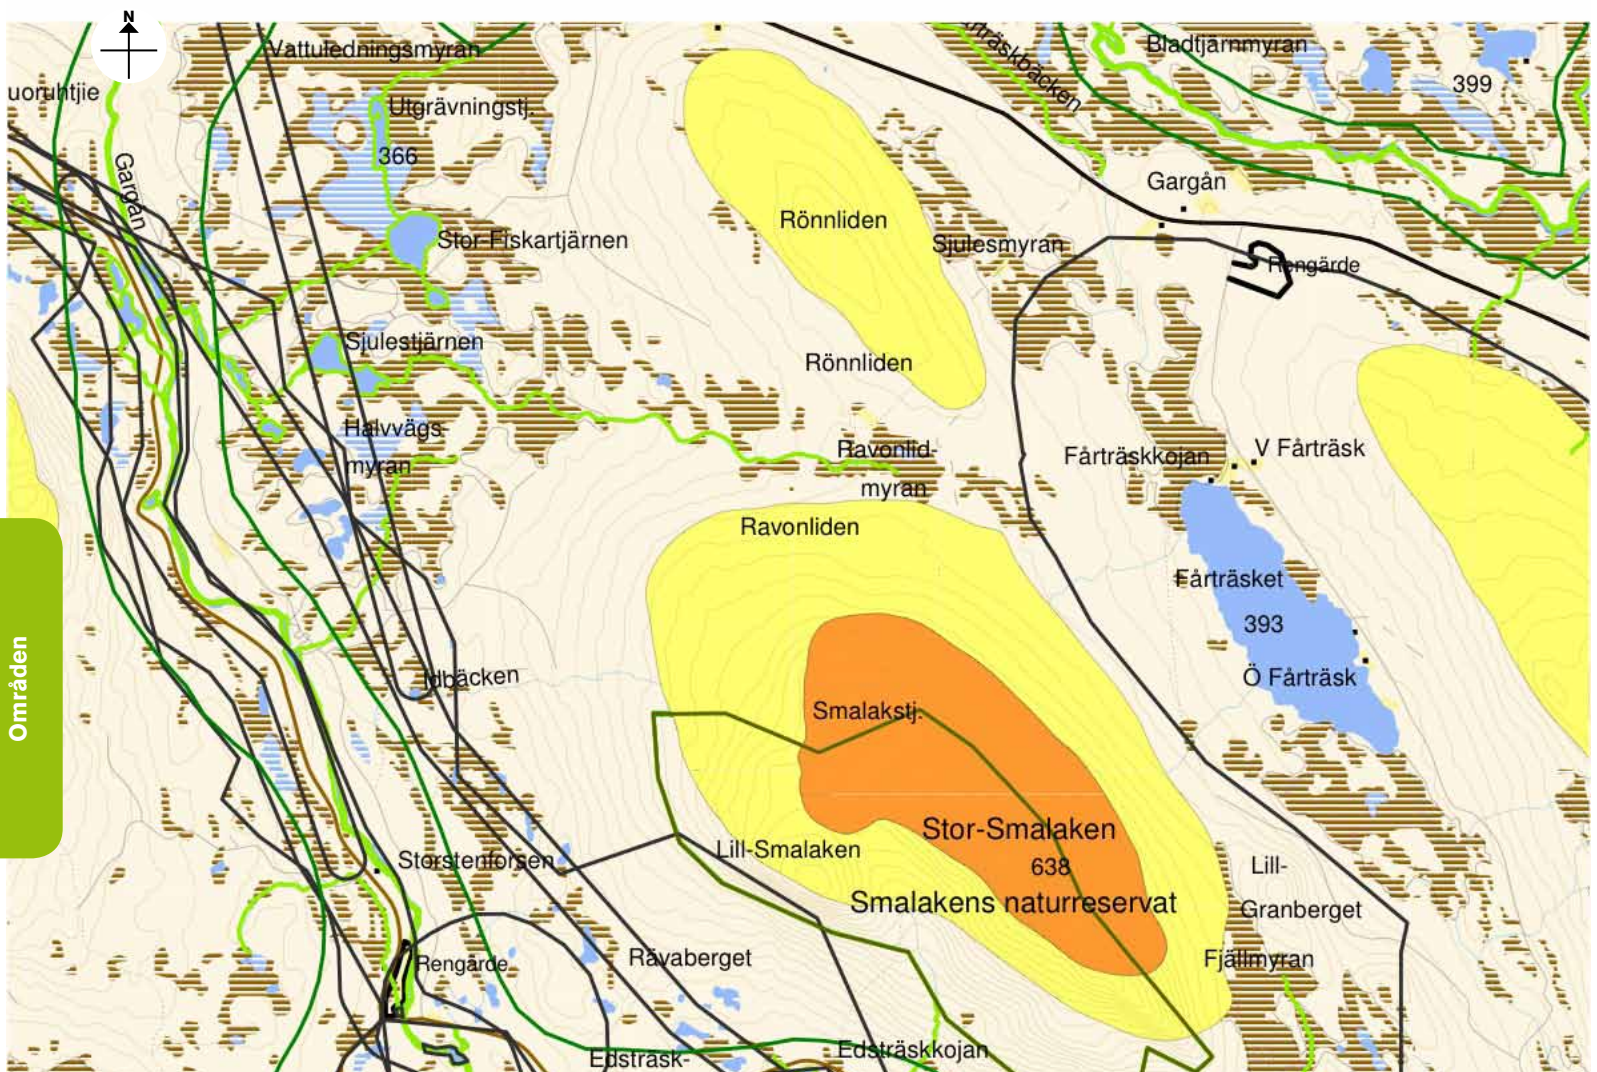 N
Vattuledningsmyran
Bladtjärnmyran
399
uoruhtjie
Utgrävningstj.
366
Gargån
Gargån
Rönnliden
Sjulesmyran
Stor-Fiskartjärnen
Rengärde
Sjulestjärnen
Rönnliden
Halvvägs-
myran
Ravonlid-
myran
Fårträskkojan
V Fårträsk
Ravonliden
Fårträsket
393
Ö Fårträsk
Idbäcken
Områden
Smalakstj.
Stor-Smalaken
638
Lill-Smalaken
Storstenforsen
Smalakens naturreservat
Lill-
Granberget
Rengärde
Rävaberget
Fjällmyran
Edsträsk-
Edsträskkojan